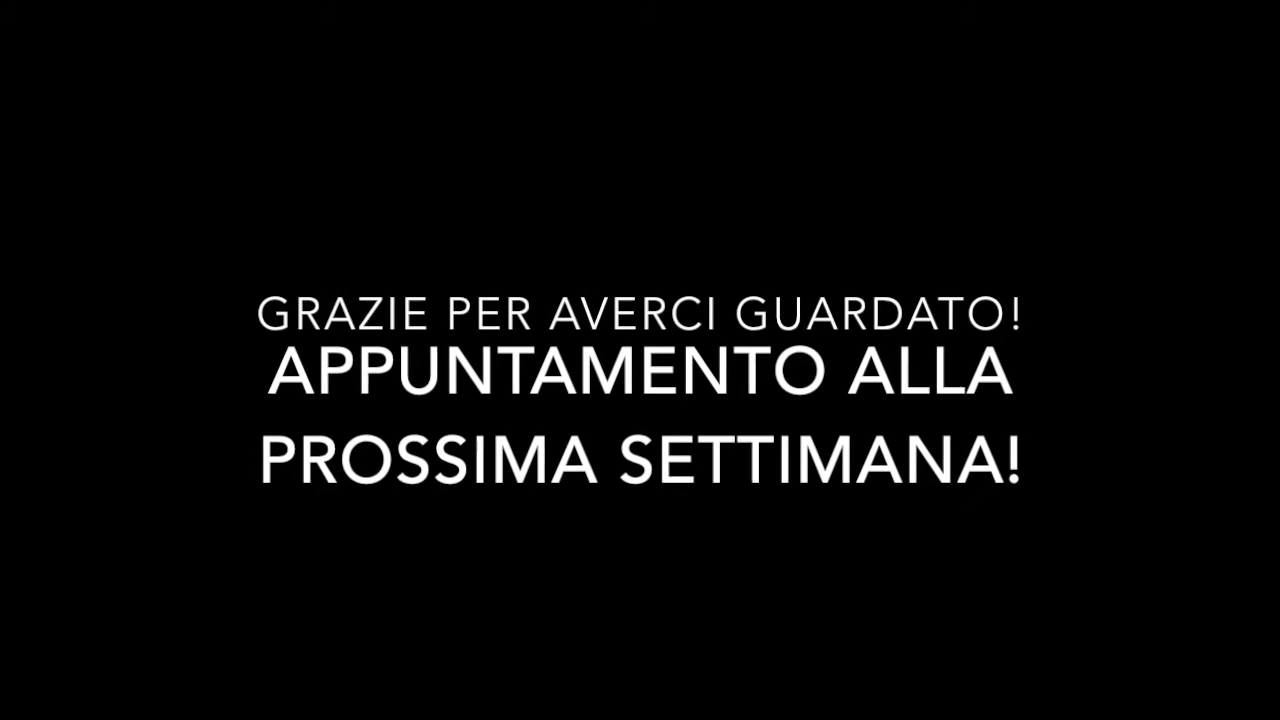 GRAZIE PER AVERCI GUARDATO!
APPUNTAMENTO ALLA
PROSSIMA SETTIMANA!